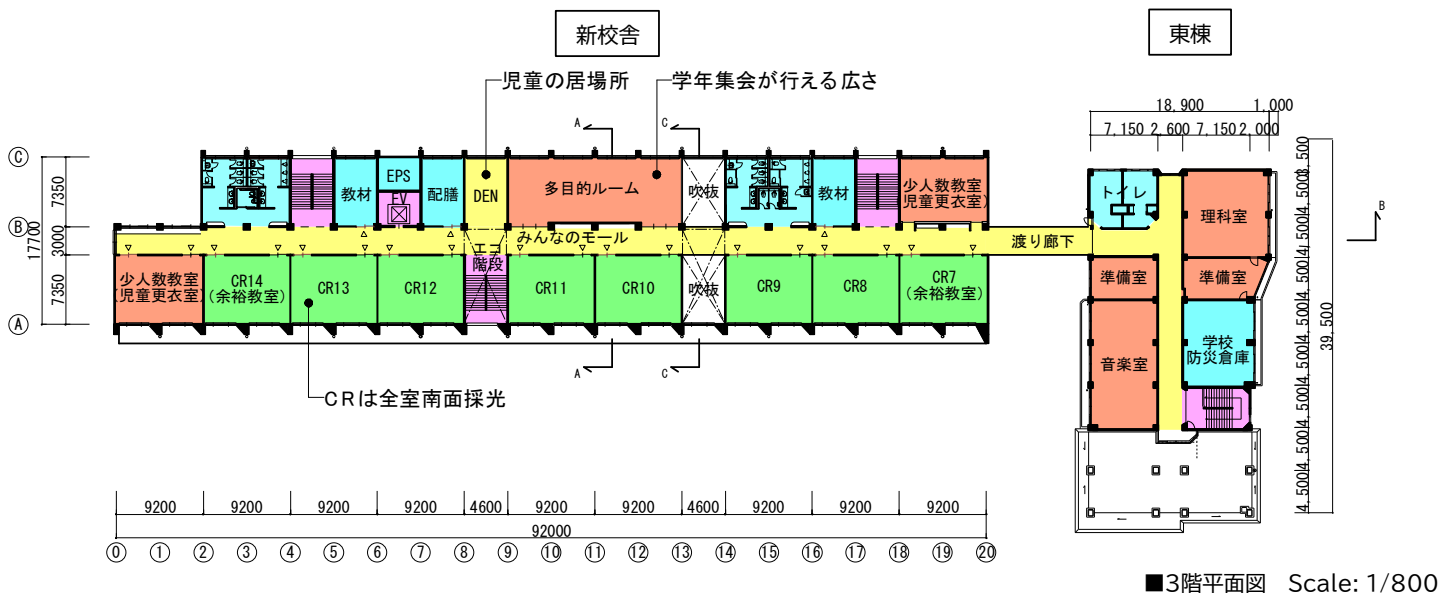 新校舎
東棟
児童の居場所
学年集会が行える広さ
18,900
1,000
7,150
2,600
7,150
2,000
A
C
Ⓒ
Ⓑ
Ⓐ
7350
3000
7350
17700
教材
EPS
EV
配膳
DEN
多目的ルーム
吹抜
教材
少人数教室
児童更衣室
トイレ
理科室
B
エコ
階段
みんなのモール
渡り廊下
少人数教室
(児童更衣室)
CR14
(余裕教室)
CR13
CR12
CR11
CR10
吹抜
CR9
CR8
CR7
(余裕教室)
準備室
準備室
音楽室
学校
防災倉庫
39,500
A
C
CRは全室南面採光
4,500
4,500
4,500
4,500
4,500
4,500
4,500
9200
9200
9200
9200
4600
9200
9200
4600
9200
9200
9200
92000
⓪ ① ② ③ ④ ⑤ ⑥ ⑦ ⑧ ⑨ ⑩ ⑪ ⑫ ⑬ ⑭ ⑮ ⑯ ⑰ ⑱ ⑲ ⑳
■3階平面図 Scale: 1/800